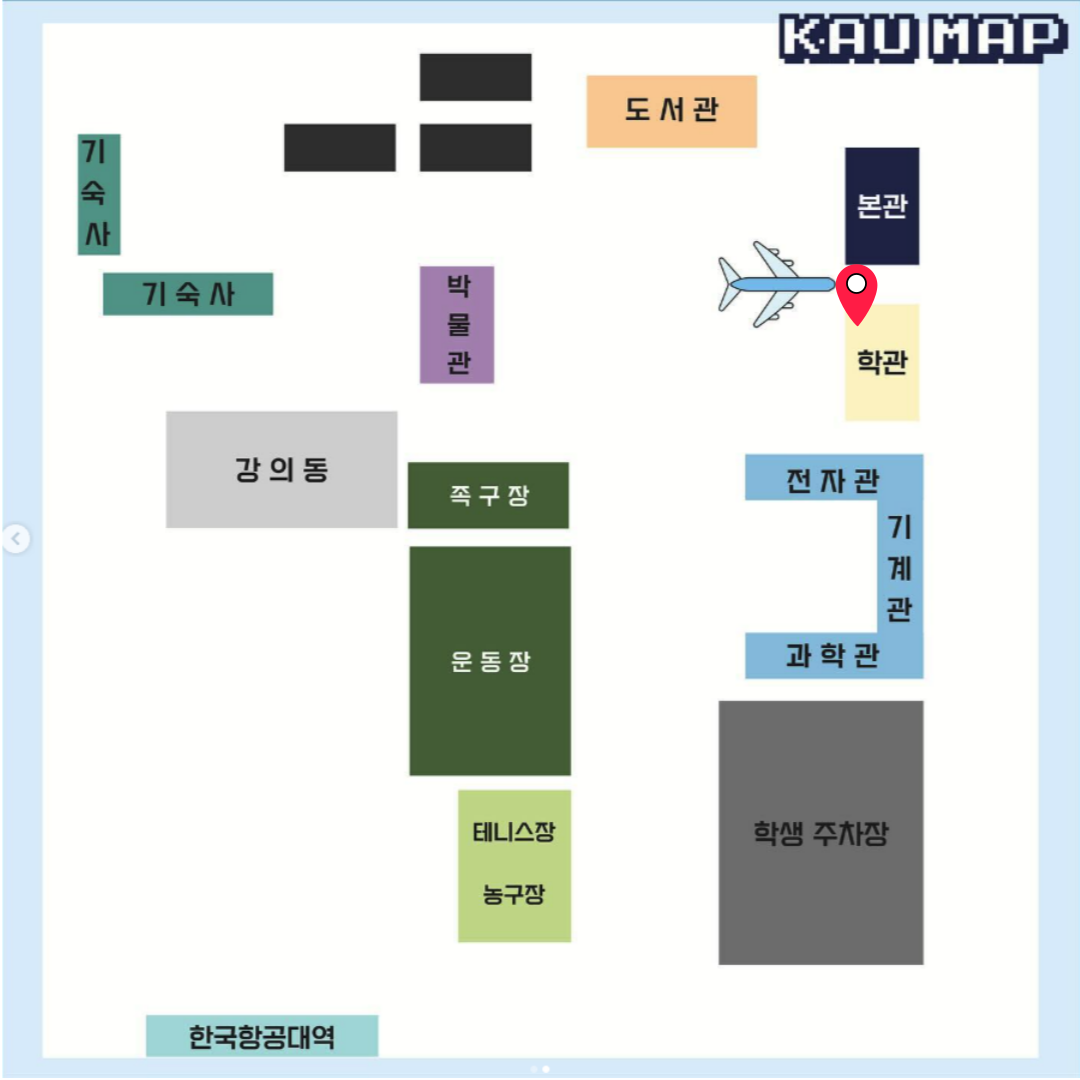 KAU MAP
도서관
기숙사
본관
기숙사
박물관
학관
강의동
족구장
전자관
기계관
운동장
과학관
테니스장
농구장
학생 주차장
한국항공대역